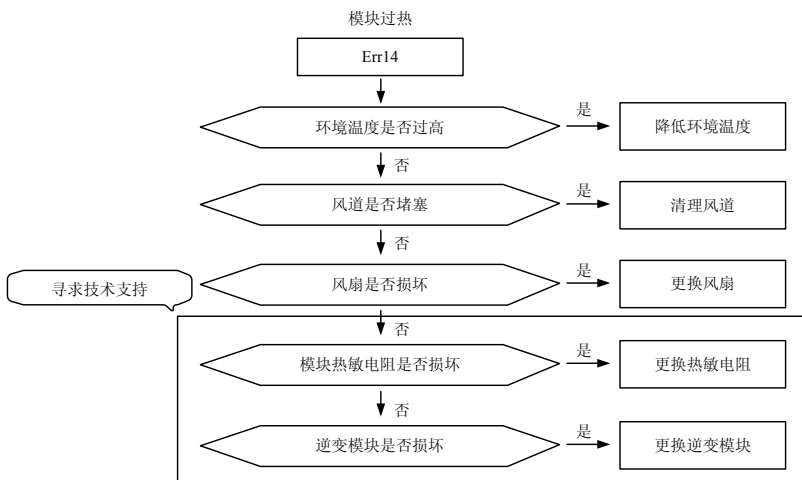 模块过热
Err14
环境温度是否过高
是
降低环境温度
否
风道是否堵塞
是
清理风道
否
风扇是否损坏
是
更换风扇
寻求技术支持
否
模块热敏电阻是否损坏
是
更换热敏电阻
否
逆变模块是否损坏
是
更换逆变模块